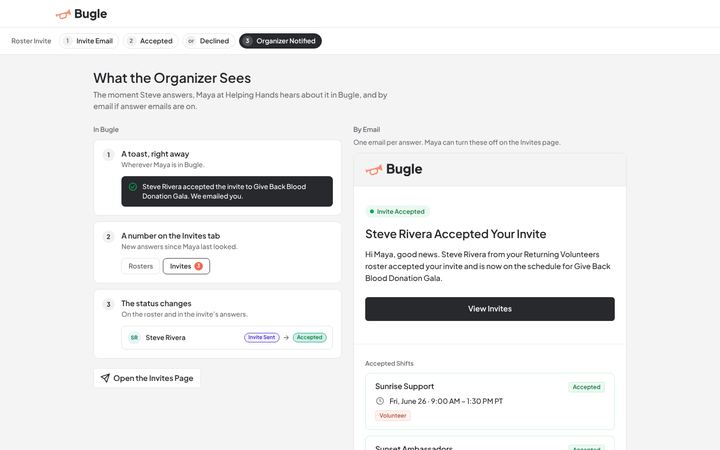 Bugle
Roster Invite
1 Invite Email
2 Accepted
or Declined
3 Organizer Notified
What the Organizer Sees
The moment Steve answers, Maya at Helping Hands hears about it in Bugle, and by
email if answer emails are on.
In Bugle
1
A toast, right away
Wherever Maya is in Bugle.
Steve Rivera accepted the invite to Give Back Blood
Donation Gala. We emailed you.
2
A number on the Invites tab
New answers since Maya last looked.
Rosters
Invites 3
3
The status changes
On the roster and in the invite's answers.
SR Steve Rivera Invite Sent → Accepted
Open the Invites Page
By Email
One email per answer. Maya can turn these off on the Invites page.
Bugle
Invite Accepted
Steve Rivera Accepted Your Invite
Hi Maya, good news. Steve Rivera from your Returning Volunteers
roster accepted your invite and is now on the schedule for Give Back
Blood Donation Gala.
View Invites
Accepted Shifts
Sunrise Support Accepted
Fri, June 26 · 9:00 AM – 1:30 PM PT
Volunteer
Sunset Ambassadors Accepted